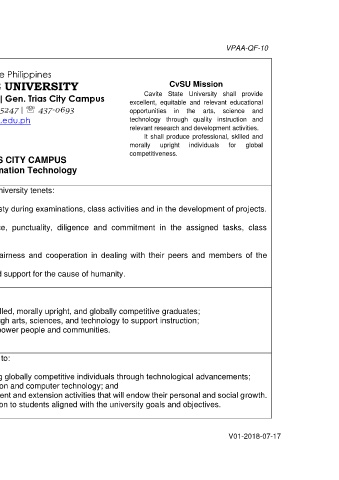 VPAA-QF-10
e Philippines
UNIVERSITY
| Gen. Trias City Campus
5247 | ☏ 437-0693
.edu.ph
S CITY CAMPUS
mation Technology
CvSU Mission
Cavite State University shall provide
excellent, equitable and relevant educational
opportunities in the arts, science and
technology through quality instruction and
relevant research and development activities.
It shall produce professional, skilled and
morally upright individuals for global
competitiveness.
niversity tenets:
sty during examinations, class activities and in the development of projects.
e, punctuality, diligence and commitment in the assigned tasks, class
airness and cooperation in dealing with their peers and members of the
d support for the cause of humanity.
lled, morally upright, and globally competitive graduates;
ugh arts, sciences, and technology to support instruction;
power people and communities.
to:
g globally competitive individuals through technological advancements;
on and computer technology; and
ent and extension activities that will endow their personal and social growth.
on to students aligned with the university goals and objectives.
V01-2018-07-17